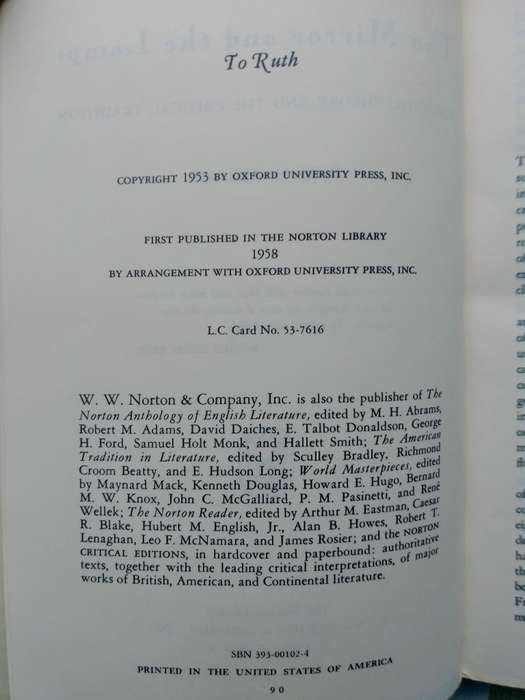 To Ruth
COPYRIGHT 1953 BY OXFORD UNIVERSITY PRESS, INC.
FIRST PUBLISHED IN THE NORTON LIBRARY
1958
BY ARRANGEMENT WITH OXFORD UNIVERSITY PRESS, INC.
L.C. Card No. 53-7616
W. W. Norton & Company, Inc. is also the publisher of The
Norton Anthology of English Literature, edited by M. H. Abrams,
Robert M. Adams, David Daiches, E. Talbot Donaldson, George
H. Ford, Samuel Holt Monk, and Hallett Smith; The American
Tradition in Literature, edited by Sculley Bradley, Richmond
Croom Beatty, and E. Hudson Long; World Masterpieces, edited
by Maynard Mack, Kenneth Douglas, Howard E. Hugo, Bernard
M. W. Knox, John C. McGalliard, P. M. Pasinetti, and René
Wellek; The Norton Reader, edited by Arthur M. Eastman, Caesar
R. Blake, Hubert M. English, Jr., Alan B. Howes, Robert T.
Lenaghan, Leo F. McNamara, and James Rosier; and the NORTON
CRITICAL EDITIONS, in hardcover and paperbound: authoritative
texts, together with the leading critical interpretations, of major
works of British, American, and Continental literature.
SBN 393-00102-4
PRINTED IN THE UNITED STATES OF AMERICA
9 0